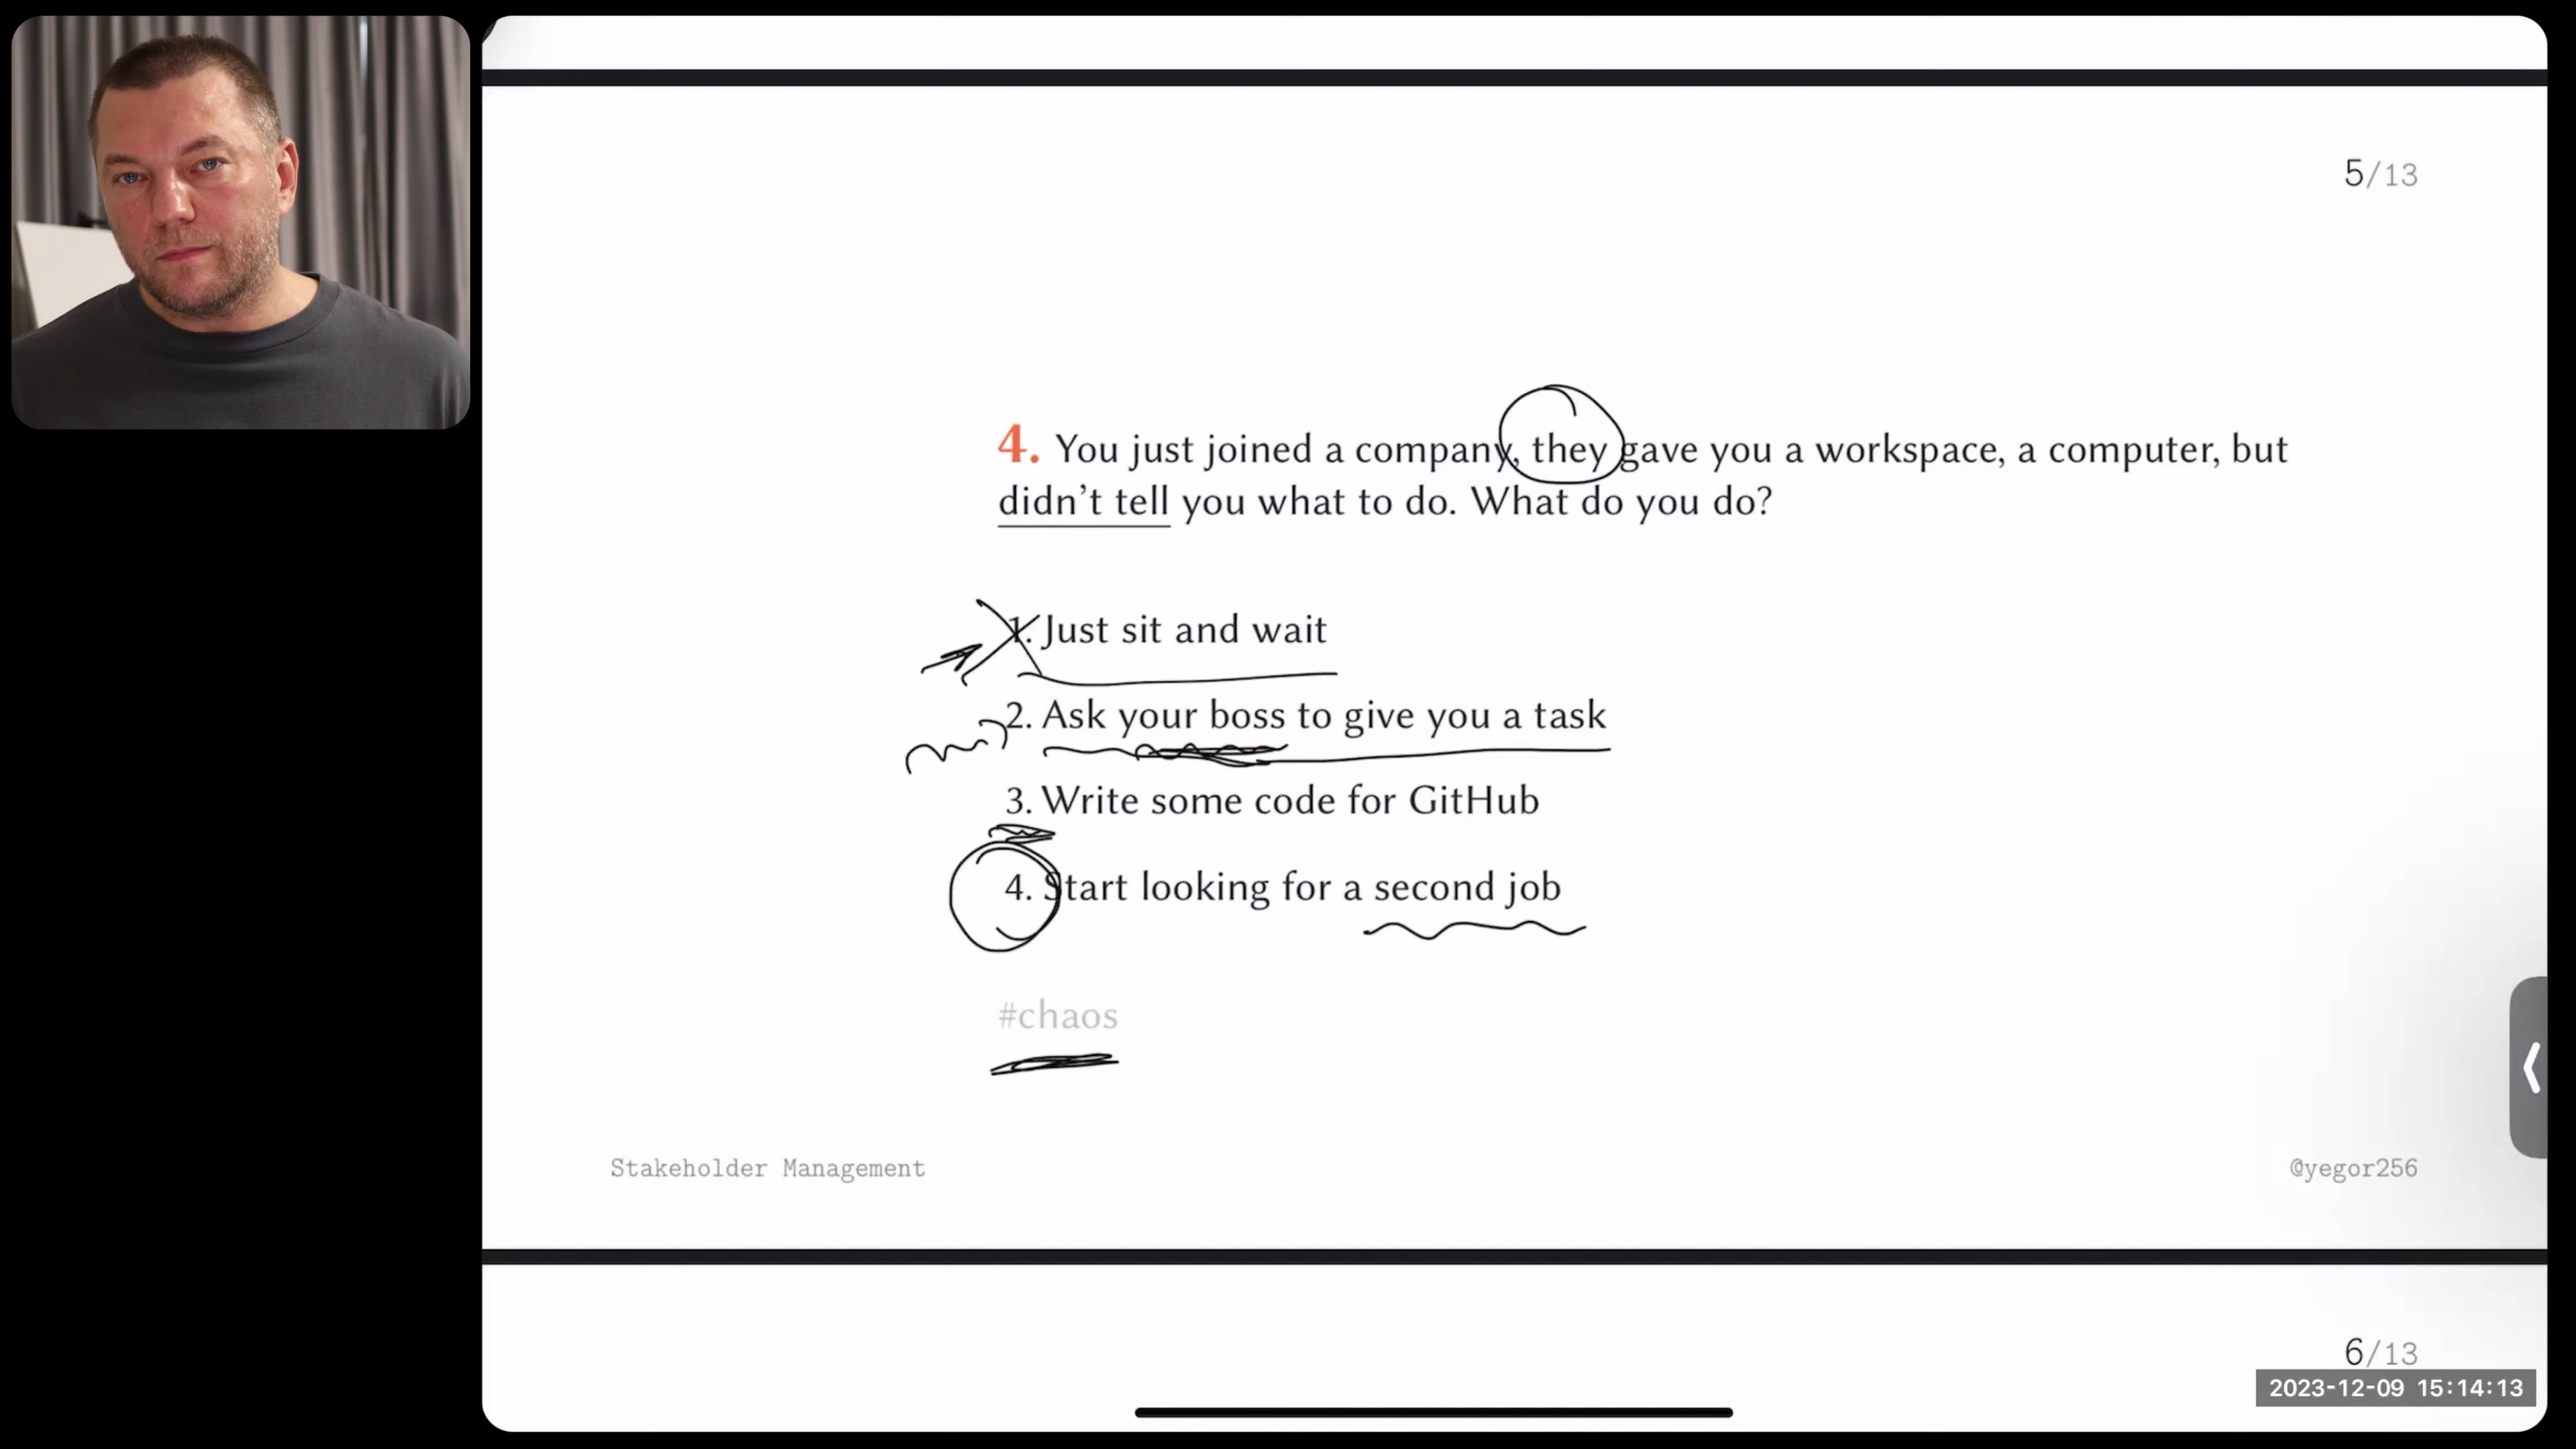 5/13
4. You just joined a company, they gave you a workspace, a computer, but
didn't tell you what to do. What do you do?
1. Just sit and wait
2. Ask your boss to give you a task
3. Write some code for GitHub
4. Start looking for a second job
#chaos
Stakeholder Management
@yegor256
6/13
2023-12-09 15:14:13